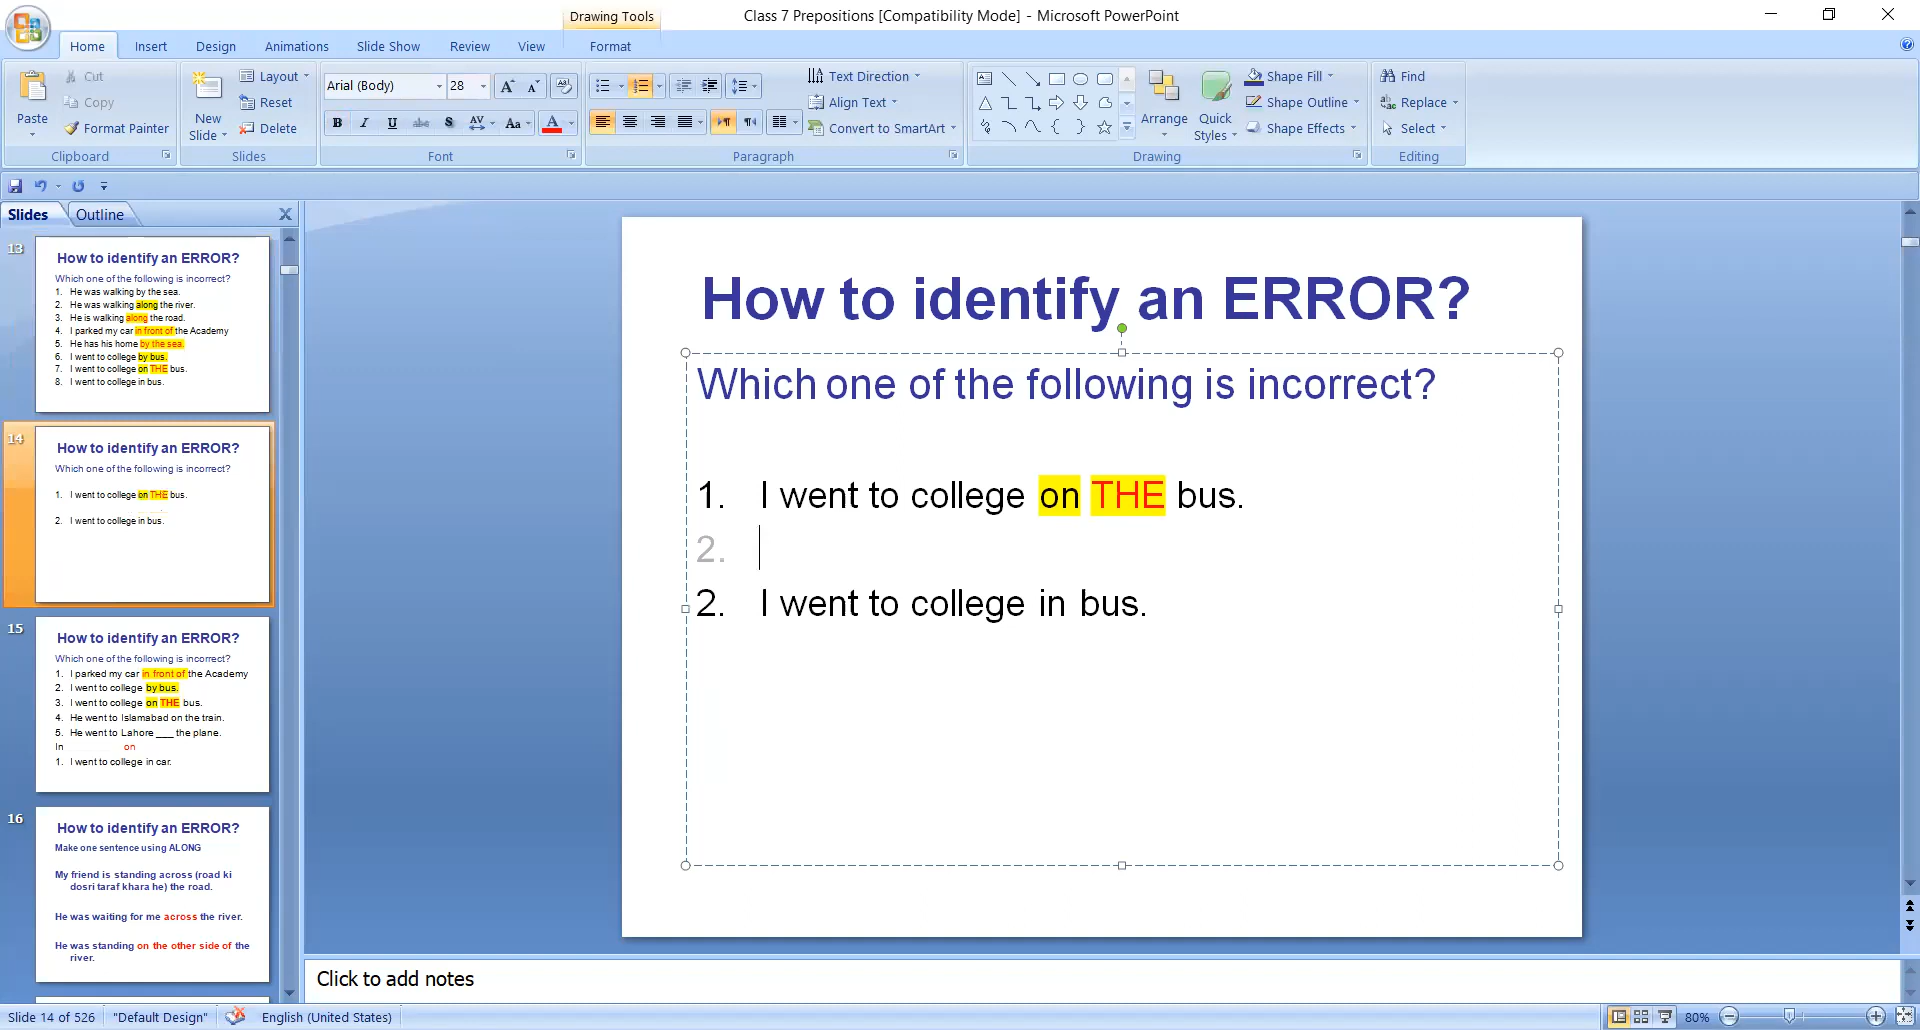 Drawing Tools
Class 7 Prepositions [Compatibility Mode] - Microsoft PowerPoint
Home Insert Design Animations Slide Show Review View Format
Paste
Cut
Copy
Format Painter
Clipboard
New Slide
Layout
Reset
Delete
Slides
Arial (Body) 28
B I U abc S AV Aa A
Font
Text Direction
Align Text
Convert to SmartArt
Paragraph
Arrange
Quick Styles
Shape Fill
Shape Outline
Shape Effects
Drawing
Find
Replace
Select
Editing
Slides Outline
13
How to identify an ERROR?
Which one of the following is incorrect?
1. He was walking by the sea.
2. He was walking along the river.
3. He is walking along the road.
4. I parked my car in front of the Academy
5. He has his home by the sea.
6. I went to college by bus.
7. I went to college on THE bus.
8. I went to college in bus.
14
How to identify an ERROR?
Which one of the following is incorrect?
1. I went to college on THE bus.
2. I went to college in bus.
15
How to identify an ERROR?
Which one of the following is incorrect?
1. I parked my car in front of the Academy
2. I went to college by bus.
3. I went to college on THE bus.
4. He went to Islamabad on the train.
5. He went to Lahore ___ the plane.
In on
1. I went to college in car.
16
How to identify an ERROR?
Make one sentence using ALONG
My friend is standing across (road ki
dosri taraf khara he) the road.
He was waiting for me across the river.
He was standing on the other side of the
river.
How to identify an ERROR?
Which one of the following is incorrect?
1. I went to college on THE bus.
2.
2. I went to college in bus.
Click to add notes
Slide 14 of 526 "Default Design" English (United States) 80%